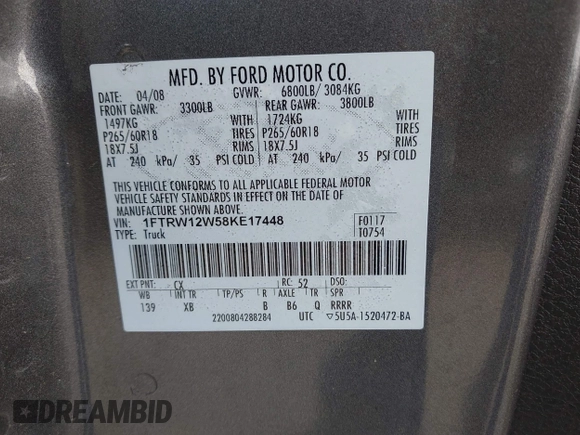 MFD. BY FORD MOTOR CO.
DATE: 04/08 GVWR: 6800LB/ 3084KG
FRONT GAWR: 3300LB REAR GAWR: 3800LB
1497KG WITH 1724KG WITH
P265/60R18 TIRES P265/60R18 TIRES
18X7.5J RIMS 18X7.5J RIMS
AT 240 kPa/ 35 PSI COLD AT 240 kPa/ 35 PSI COLD
THIS VEHICLE CONFORMS TO ALL APPLICABLE FEDERAL MOTOR
VEHICLE SAFETY STANDARDS IN EFFECT ON THE DATE OF
MANUFACTURE SHOWN ABOVE.
VIN: 1FTRW12W58KE17448 F0117
TYPE: Truck T0754
EXT PNT: CX RC: 52 DSO:
WB INT TR TP/PS R AXLE TR SPR
139 XB B B6 Q RRRR
2200804288284 UTC ▽5U5A-1520472-BA
DREAMBID